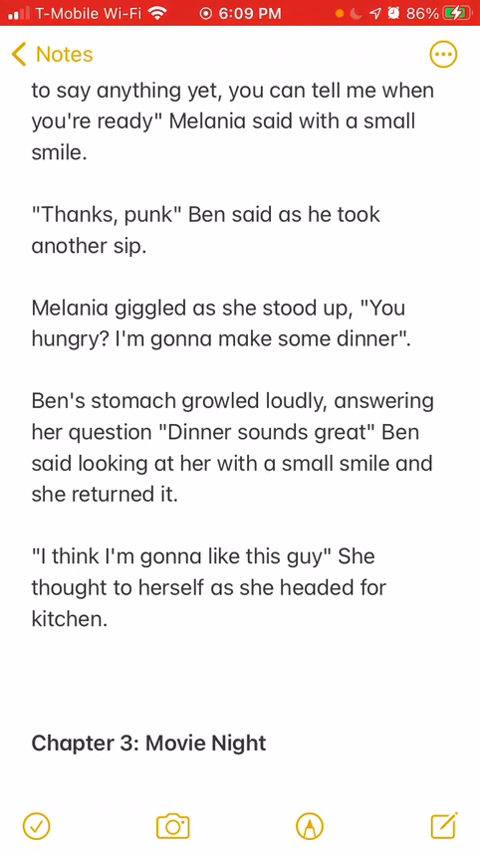 T-Mobile Wi-Fi 6:09 PM 86%
Notes
to say anything yet, you can tell me when
you're ready" Melania said with a small
smile.
"Thanks, punk" Ben said as he took
another sip.
Melania giggled as she stood up, "You
hungry? I'm gonna make some dinner".
Ben's stomach growled loudly, answering
her question "Dinner sounds great" Ben
said looking at her with a small smile and
she returned it.
"I think I'm gonna like this guy" She
thought to herself as she headed for
kitchen.
Chapter 3: Movie Night